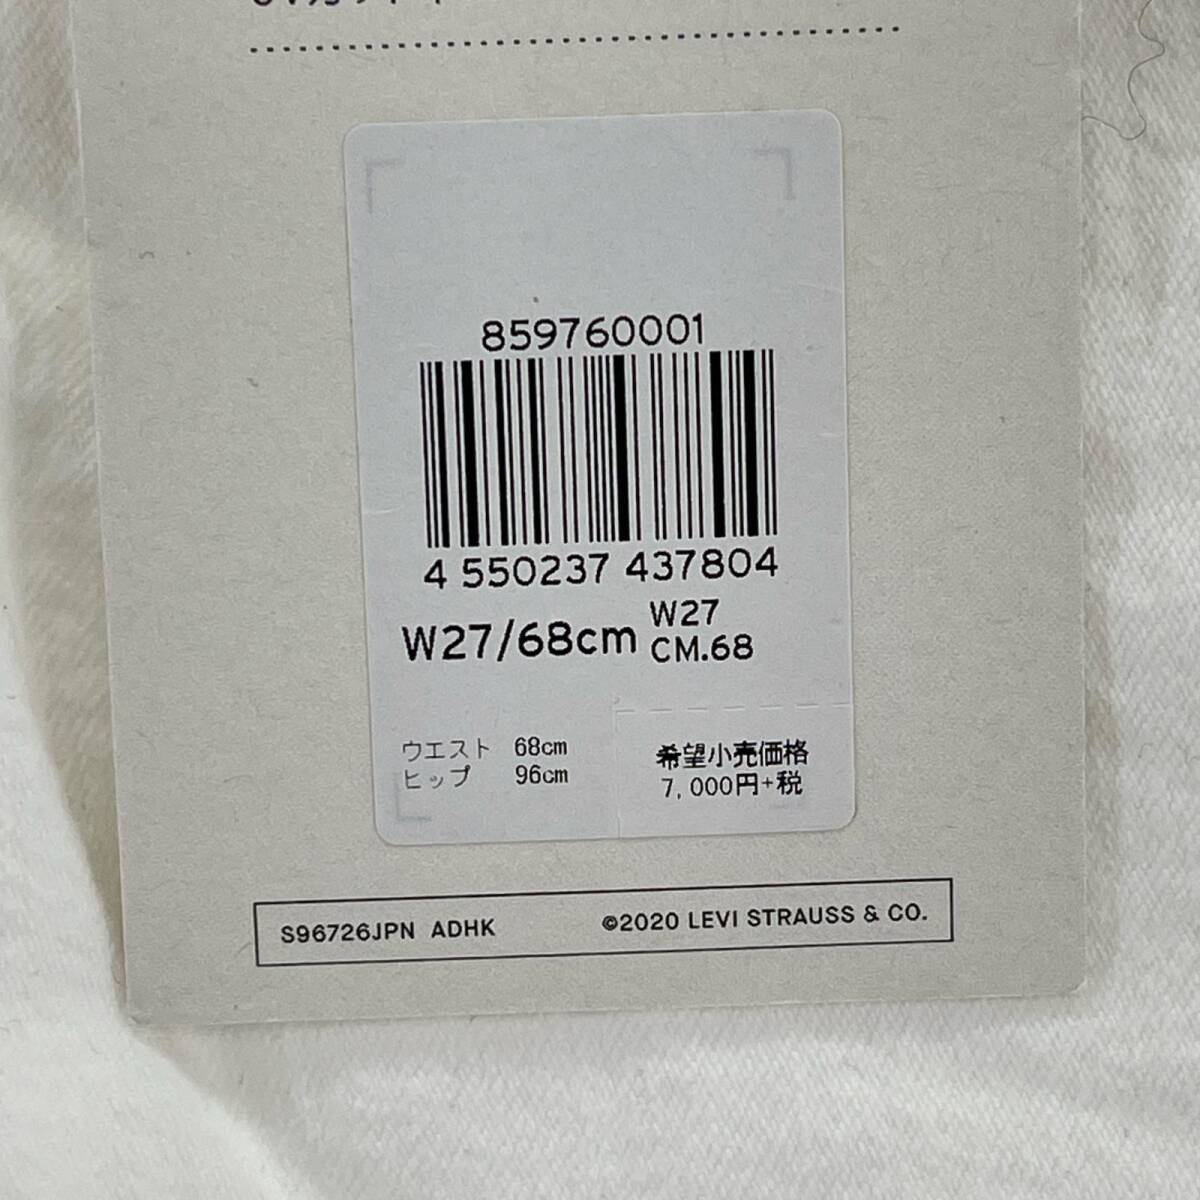 859760001
4 550237 437804
W27/68cm W27
CM.68
ウエスト 68cm
ヒップ 96cm
希望小売価格
7,000円+税
S96726JPN ADHK ©2020 LEVI STRAUSS & CO.